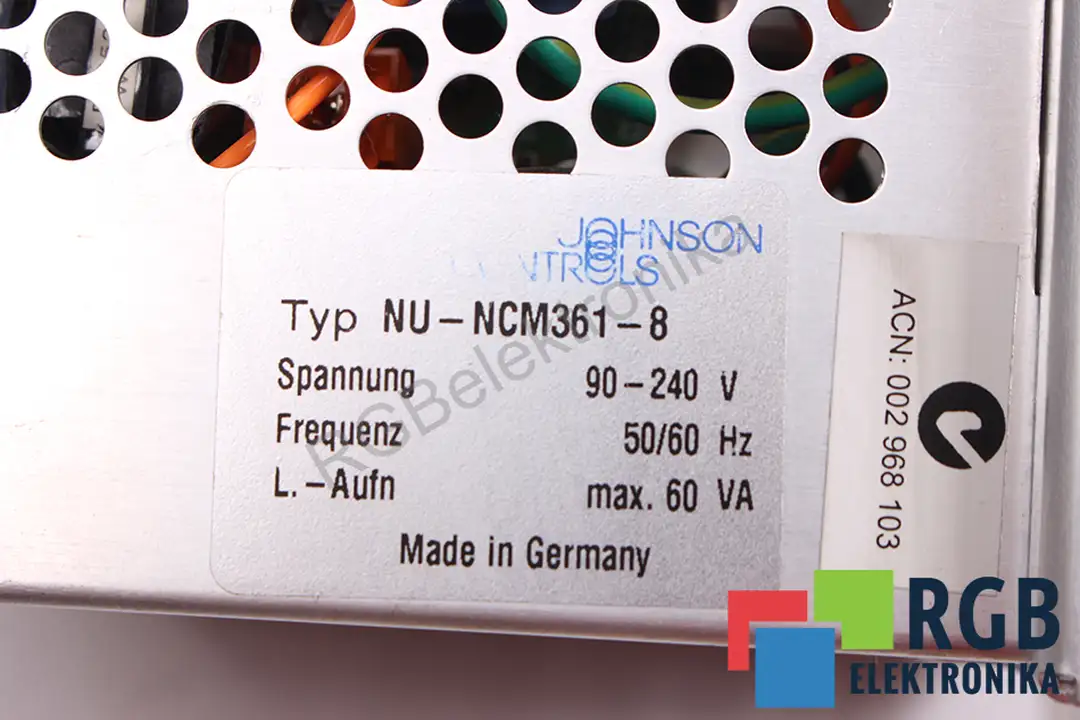 JOHNSON
CONTROLS
Typ NU-NCM361-8
Spannung 90-240 V
Frequenz 50/60 Hz
L.-Aufn max. 60 VA
Made in Germany
ACN: 002 968 103
RGBelektronika
RGB
ELEKTRONIKA